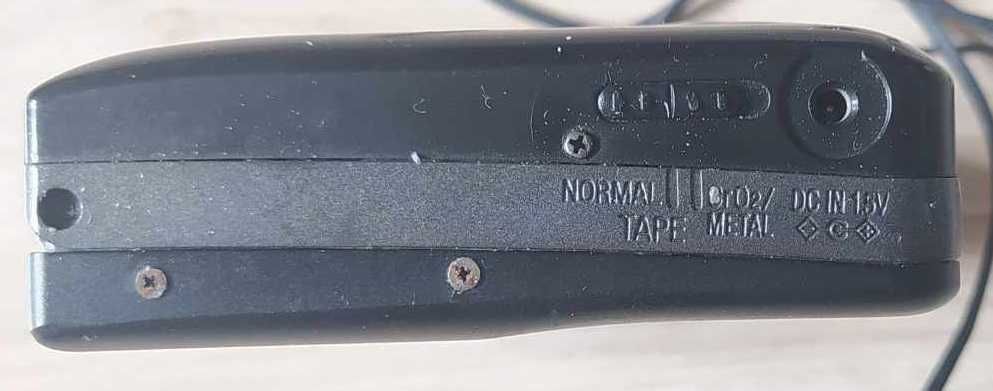 NORMAL CrO2/ DC IN 1.5V
TAPE METAL